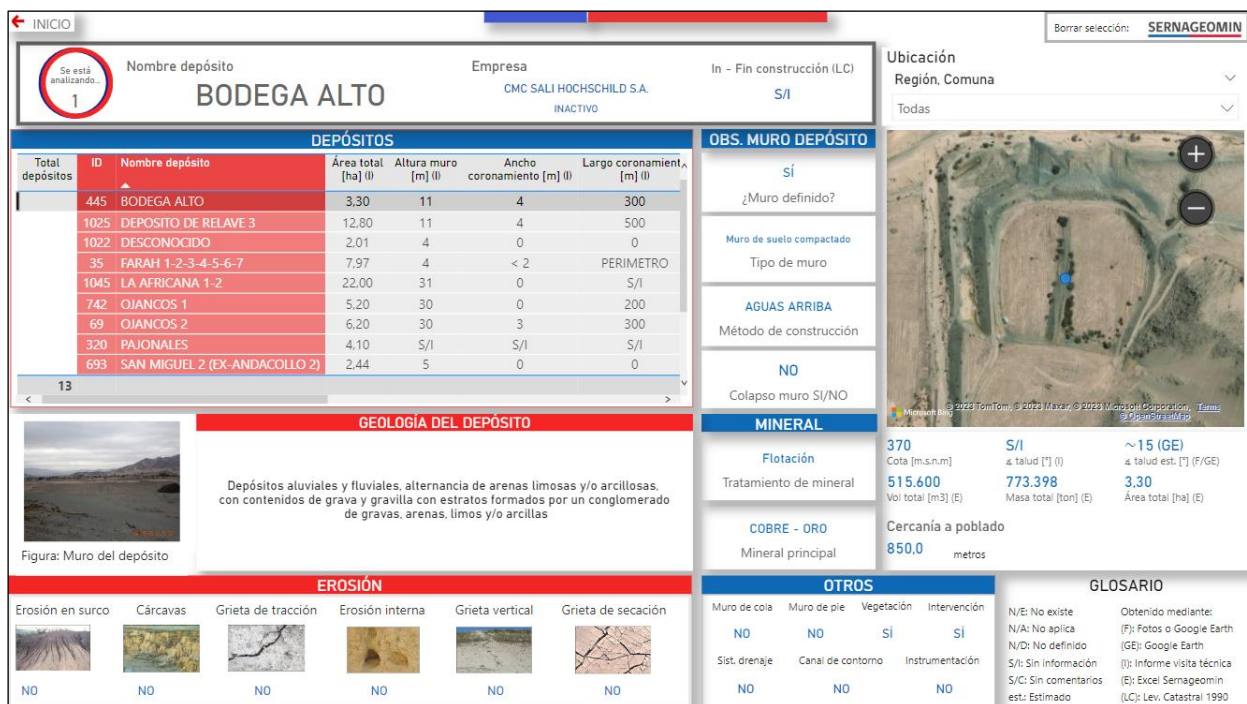 INICIO
Borrar selección: SERNAGEOMIN
Se está
analizando...
1
Nombre depósito
BODEGA ALTO
Empresa
CMC SALI HOCHSCHILD S.A.
INACTIVO
In - Fin construcción (LC)
S/I
Ubicación
Región, Comuna
Todas
DEPÓSITOS
Total depósitos ID Nombre depósito Área total [ha] (I) Altura muro [m] (I) Ancho coronamiento [m] (I) Largo coronamient [m] (I)
445 BODEGA ALTO 3,30 11 4 300
1025 DEPOSITO DE RELAVE 3 12,80 11 4 500
1022 DESCONOCIDO 2,01 4 0 0
35 FARAH 1-2-3-4-5-6-7 7,97 4 < 2 PERIMETRO
1045 LA AFRICANA 1-2 22,00 31 0 S/I
742 OJANCOS 1 5,20 30 0 200
69 OJANCOS 2 6,20 30 3 300
320 PAJONALES 4,10 S/I S/I S/I
693 SAN MIGUEL 2 (EX-ANDACOLLO 2) 2,44 5 0 0
13
OBS. MURO DEPÓSITO
SÍ
¿Muro definido?
Muro de suelo compactado
Tipo de muro
AGUAS ARRIBA
Método de construcción
NO
Colapso muro SI/NO
Microsoft Bing
© 2023 TomTom, © 2023 Maxar, © 2023 Microsoft Corporation, Terms
© OpenStreetMap
GEOLOGÍA DEL DEPÓSITO
Depósitos aluviales y fluviales, alternancia de arenas limosas y/o arcillosas,
con contenidos de grava y gravilla con estratos formados por un conglomerado
de gravas, arenas, limos y/o arcillas
Figura: Muro del depósito
MINERAL
Flotación
Tratamiento de mineral
COBRE - ORO
Mineral principal
370 S/I ~15 (GE)
Cota [m.s.n.m] ∡ talud [°] (I) ∡ talud est. [°] (F/GE)
515.600 773.398 3,30
Vol total [m3] (E) Masa total [ton] (E) Área total [ha] (E)
Cercanía a poblado
850,0 metros
EROSIÓN
Erosión en surco Cárcavas Grieta de tracción Erosión interna Grieta vertical Grieta de secación
NO NO NO NO NO NO
OTROS
Muro de cola Muro de pie Vegetación Intervención
NO NO SÍ SÍ
Sist. drenaje Canal de contorno Instrumentación
NO NO NO
GLOSARIO
N/E: No existe
N/A: No aplica
N/D: No definido
S/I: Sin información
S/C: Sin comentarios
est.: Estimado
Obtenido mediante:
(F): Fotos o Google Earth
(GE): Google Earth
(I): Informe visita técnica
(E): Excel Sernageomin
(LC): Lev. Catastral 1990